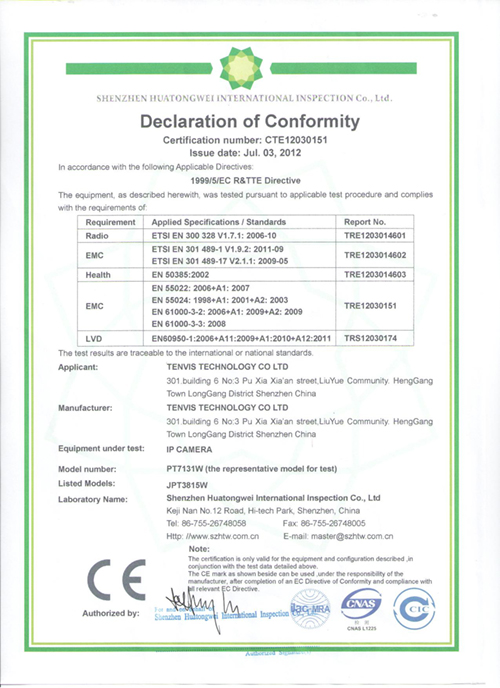 SHENZHEN HUATONGWEI INTERNATIONAL INSPECTION Co., Ltd.
Declaration of Conformity
Certification number: CTE12030151
Issue date: Jul. 03, 2012
In accordance with the following Applicable Directives:
1999/5/EC R&TTE Directive
The equipment, as described herewith, was tested pursuant to applicable test procedure and complies
with the requirements of:
Requirement Applied Specifications / Standards Report No.
Radio ETSI EN 300 328 V1.7.1: 2006-10 TRE1203014601
EMC ETSI EN 301 489-1 V1.9.2: 2011-09 TRE1203014602
ETSI EN 301 489-17 V2.1.1: 2009-05
Health EN 50385:2002 TRE1203014603
EMC EN 55022: 2006+A1: 2007 TRE12030151
EN 55024: 1998+A1: 2001+A2: 2003
EN 61000-3-2: 2006+A1: 2009+A2: 2009
EN 61000-3-3: 2008
LVD EN60950-1:2006+A11:2009+A1:2010+A12:2011 TRS12030174
The test results are traceable to the international or national standards.
Applicant: TENVIS TECHNOLOGY CO LTD
301.building 6 No:3 Pu Xia Xia'an street,LiuYue Community. HengGang
Town LongGang District Shenzhen China
Manufacturer: TENVIS TECHNOLOGY CO LTD
301.building 6 No:3 Pu Xia Xia'an street,LiuYue Community. HengGang
Town LongGang District Shenzhen China
Equipment under test: IP CAMERA
Model number: PT7131W (the representative model for test)
Listed Models: JPT3815W
Laboratory Name: Shenzhen Huatongwei International Inspection Co., Ltd
Keji Nan No.12 Road, Hi-tech Park, Shenzhen, China
Tel: 86-755-26748058 Fax: 86-755-26748005
Http: //www.szhtw.com.cn E-mail: master@szhtw.com.cn
Note:
The certification is only valid for the equipment and configuration described ,in
conjunction with the test data detailed above.
The CE mark as shown beside can be used ,under the responsibility of the
manufacturer, after completion of an EC Directive of Conformity and compliance with
all relevant EC Directive.
CE
Authorized by:
For and on behalf of
Shenzhen Huatongwei International Inspection Co., Ltd
ilac-MRA
CNAS
CNAS L1225
CIC
Authorized Signature